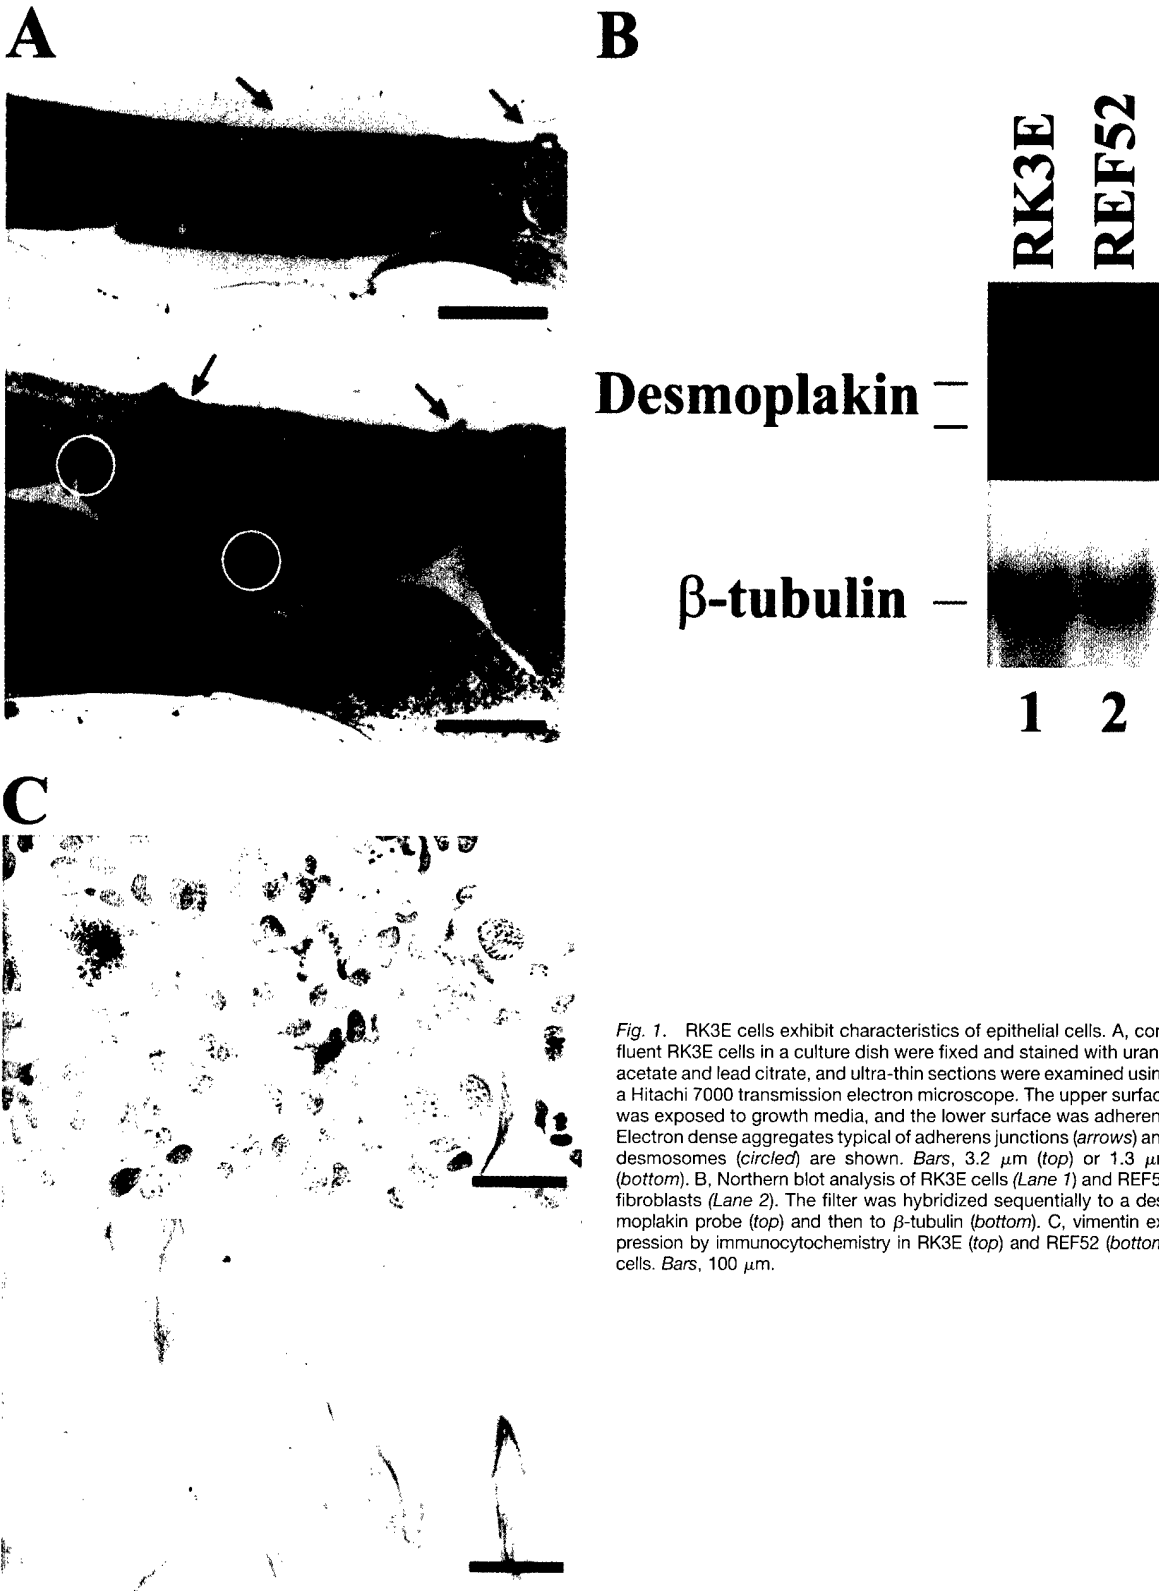 A
B
RK3E
REF52
Desmoplakin
β-tubulin
1 2
C
Fig. 1. RK3E cells exhibit characteristics of epithelial cells. A, con
fluent RK3E cells in a culture dish were fixed and stained with uran
acetate and lead citrate, and ultra-thin sections were examined usin
a Hitachi 7000 transmission electron microscope. The upper surfac
was exposed to growth media, and the lower surface was adheren
Electron dense aggregates typical of adherens junctions (arrows) an
desmosomes (circled) are shown. Bars, 3.2 μm (top) or 1.3 μ
(bottom). B, Northern blot analysis of RK3E cells (Lane 1) and REF5
fibroblasts (Lane 2). The filter was hybridized sequentially to a des
moplakin probe (top) and then to β-tubulin (bottom). C, vimentin ex
pression by immunocytochemistry in RK3E (top) and REF52 (bottom
cells. Bars, 100 μm.